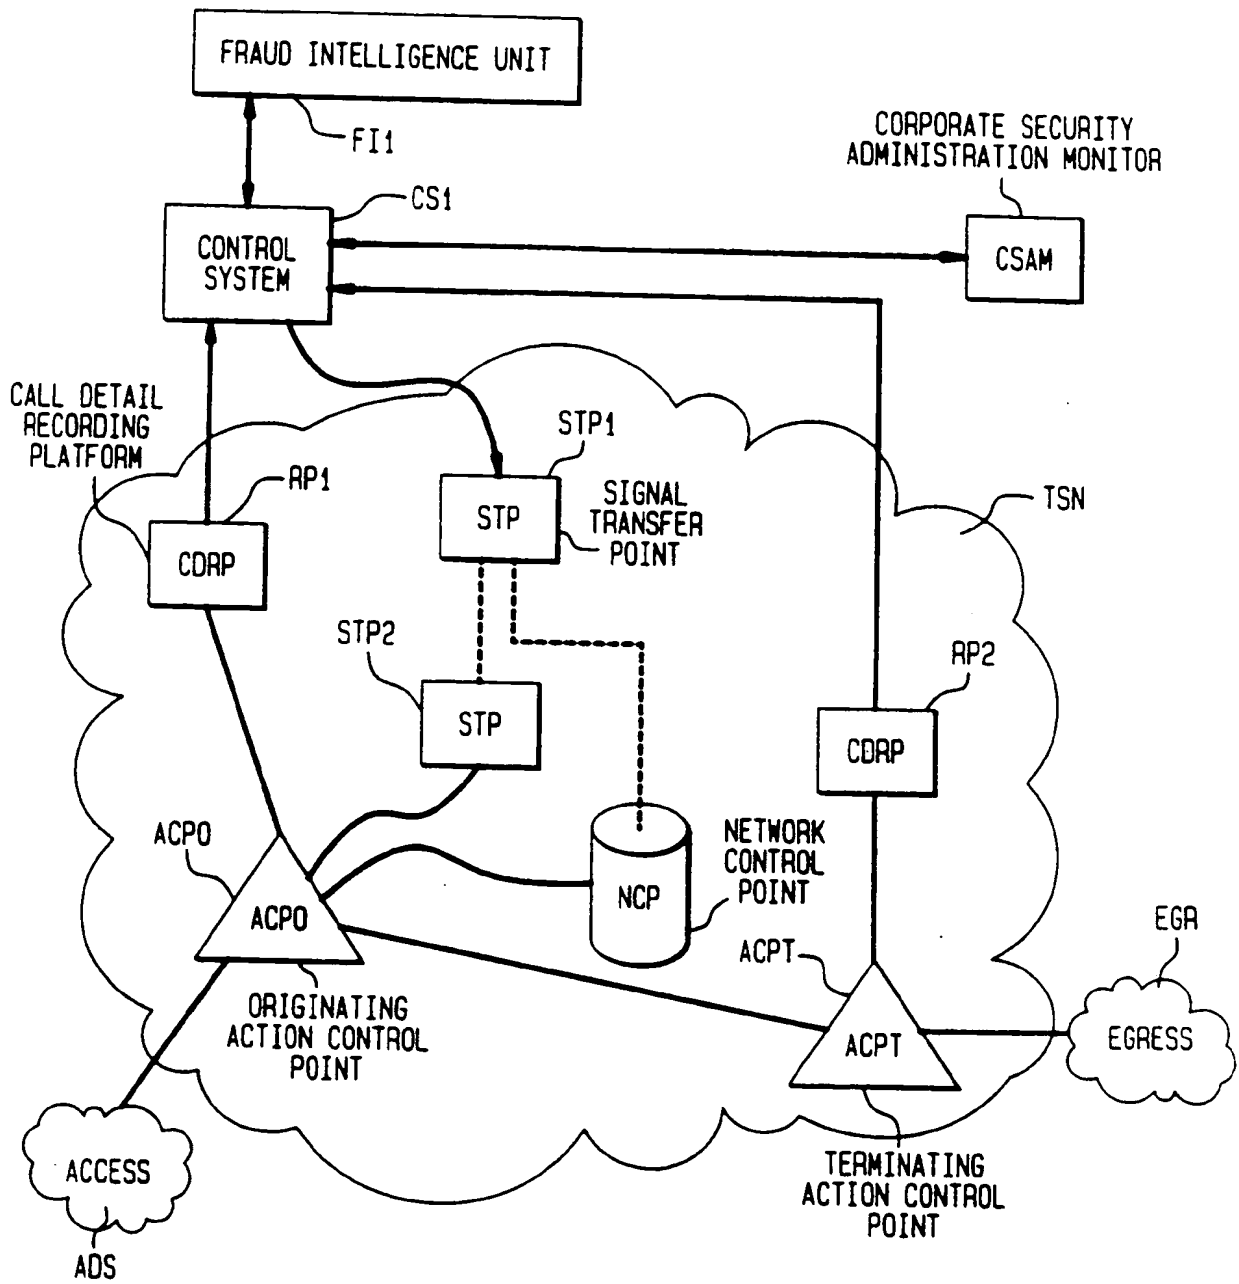 FRAUD INTELLIGENCE UNIT
FI1
CORPORATE SECURITY
ADMINISTRATION MONITOR
CS1
CONTROL
SYSTEM
CSAM
CALL DETAIL
RECORDING
PLATFORM
RP1
STP1
SIGNAL
TRANSFER
POINT
STP
TSN
CDRP
STP2
RP2
STP
CDRP
ACPO
NETWORK
CONTROL
POINT
NCP
ACPO
ACPT
EGR
ORIGINATING
ACTION CONTROL
POINT
ACPT
EGRESS
ACCESS
TERMINATING
ACTION CONTROL
POINT
ADS